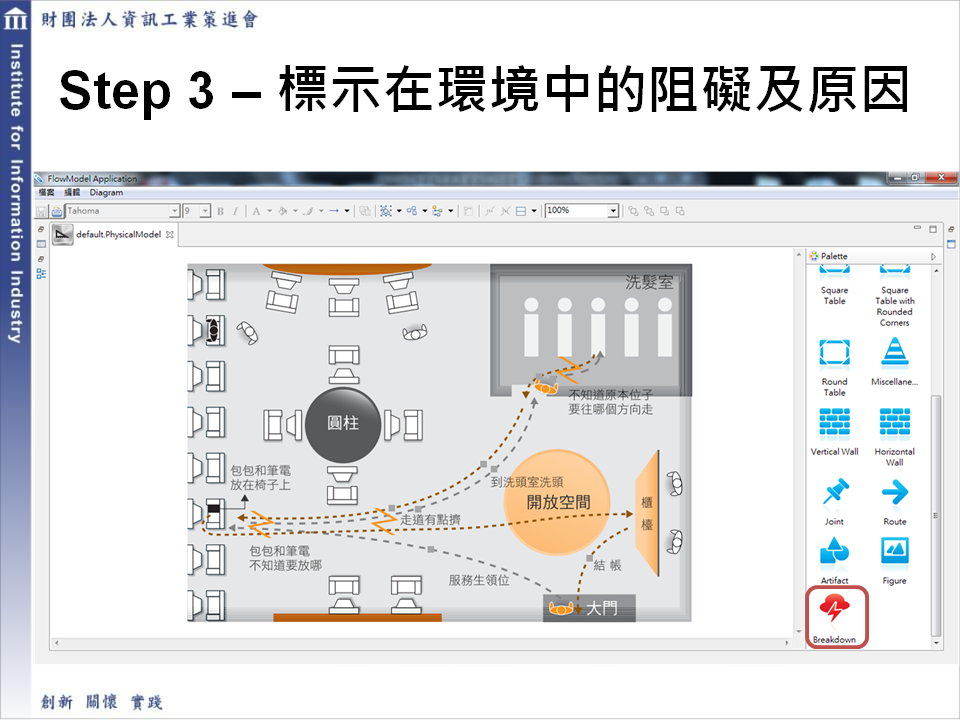 財團法人資訊工業策進會
Institute for Information Industry
Step 3 – 標示在環境中的阻礙及原因
FlowModel Application
檔案 編輯 Diagram
Tahoma 9 B I A 100%
default.PhysicalModel
Palette
Square Table
Square Table with Rounded Corners
Round Table
Miscellane...
Vertical Wall
Horizontal Wall
Joint
Route
Artifact
Figure
Breakdown
洗髮室
不知道原本位子
要往哪個方向走
圓柱
包包和筆電
放在椅子上
到洗頭室洗頭
開放空間
櫃
檯
走道有點擠
包包和筆電
不知道要放哪
結 帳
服務生領位
大門
創新 關懷 實踐